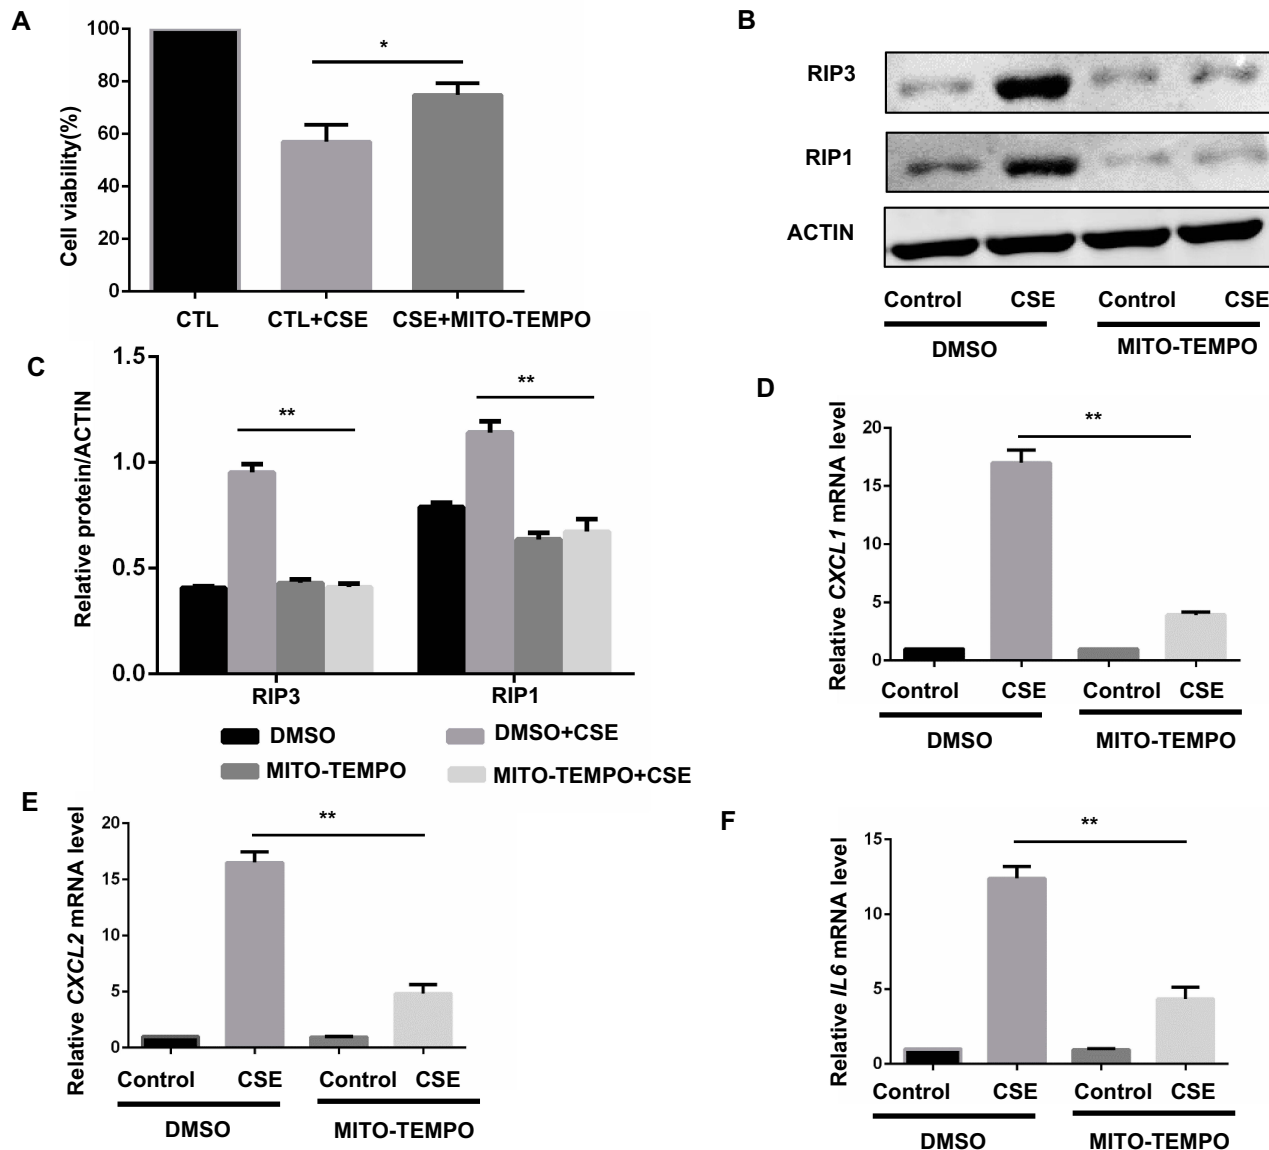 A
Cell viability(%)
100
80
60
40
20
0
*
CTL
CTL+CSE
CSE+MITO-TEMPO
B
RIP3
RIP1
ACTIN
Control
CSE
Control
CSE
DMSO
MITO-TEMPO
C
Relative protein/ACTIN
1.5
1.0
0.5
0.0
**
**
RIP3
RIP1
DMSO
DMSO+CSE
MITO-TEMPO
MITO-TEMPO+CSE
D
Relative CXCL1 mRNA level
20
15
10
5
0
**
Control
CSE
Control
CSE
DMSO
MITO-TEMPO
E
Relative CXCL2 mRNA level
20
15
10
5
0
**
Control
CSE
Control
CSE
DMSO
MITO-TEMPO
F
Relative IL6 mRNA level
15
10
5
0
**
Control
CSE
Control
CSE
DMSO
MITO-TEMPO